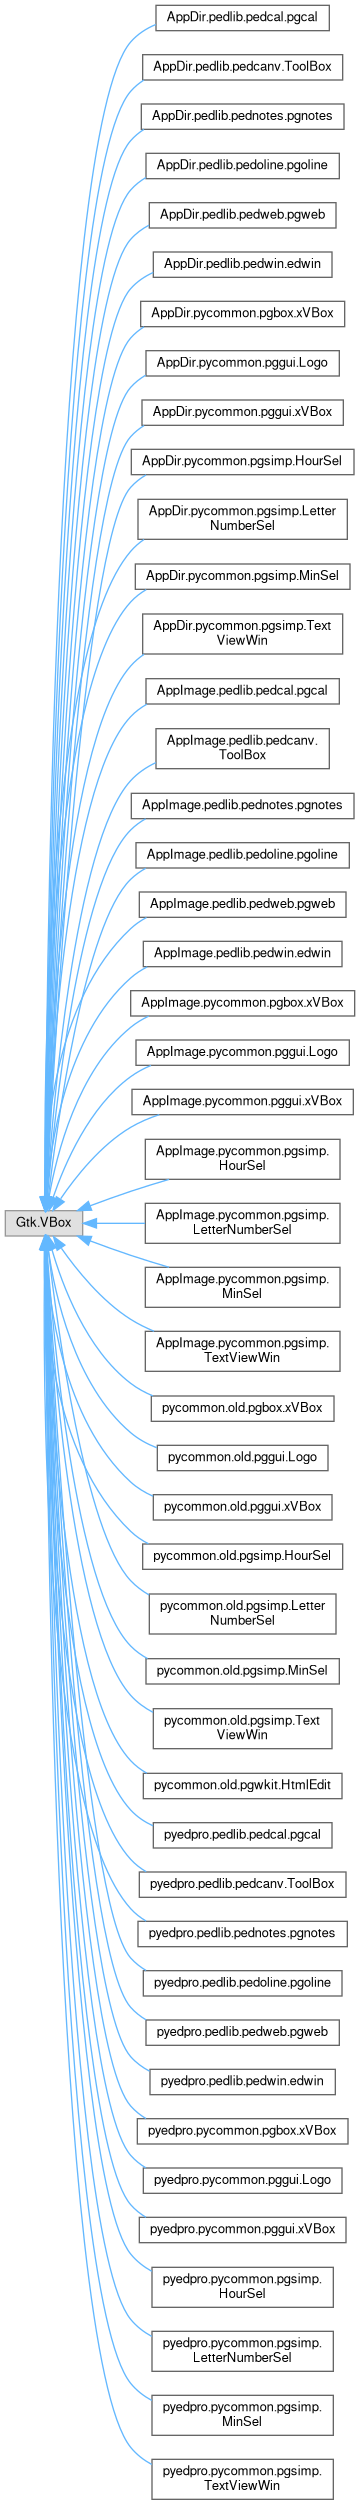 AppDir.pedlib.pedcal.pgcal
AppDir.pedlib.pedcanv.ToolBox
AppDir.pedlib.pednotes.pgnotes
AppDir.pedlib.pedoline.pgoline
AppDir.pedlib.pedweb.pgweb
AppDir.pedlib.pedwin.edwin
AppDir.pycommon.pgbox.xVBox
AppDir.pycommon.pggui.Logo
AppDir.pycommon.pggui.xVBox
AppDir.pycommon.pgsimp.HourSel
AppDir.pycommon.pgsimp.Letter
NumberSel
AppDir.pycommon.pgsimp.MinSel
AppDir.pycommon.pgsimp.Text
ViewWin
AppImage.pedlib.pedcal.pgcal
AppImage.pedlib.pedcanv.
ToolBox
AppImage.pedlib.pednotes.pgnotes
AppImage.pedlib.pedoline.pgoline
AppImage.pedlib.pedweb.pgweb
AppImage.pedlib.pedwin.edwin
AppImage.pycommon.pgbox.xVBox
AppImage.pycommon.pggui.Logo
AppImage.pycommon.pggui.xVBox
AppImage.pycommon.pgsimp.
HourSel
Gtk.VBox
AppImage.pycommon.pgsimp.
LetterNumberSel
AppImage.pycommon.pgsimp.
MinSel
AppImage.pycommon.pgsimp.
TextViewWin
pycommon.old.pgbox.xVBox
pycommon.old.pggui.Logo
pycommon.old.pggui.xVBox
pycommon.old.pgsimp.HourSel
pycommon.old.pgsimp.Letter
NumberSel
pycommon.old.pgsimp.MinSel
pycommon.old.pgsimp.Text
ViewWin
pycommon.old.pgwkit.HtmlEdit
pyedpro.pedlib.pedcal.pgcal
pyedpro.pedlib.pedcanv.ToolBox
pyedpro.pedlib.pednotes.pgnotes
pyedpro.pedlib.pedoline.pgoline
pyedpro.pedlib.pedweb.pgweb
pyedpro.pedlib.pedwin.edwin
pyedpro.pycommon.pgbox.xVBox
pyedpro.pycommon.pggui.Logo
pyedpro.pycommon.pggui.xVBox
pyedpro.pycommon.pgsimp.
HourSel
pyedpro.pycommon.pgsimp.
LetterNumberSel
pyedpro.pycommon.pgsimp.
MinSel
pyedpro.pycommon.pgsimp.
TextViewWin